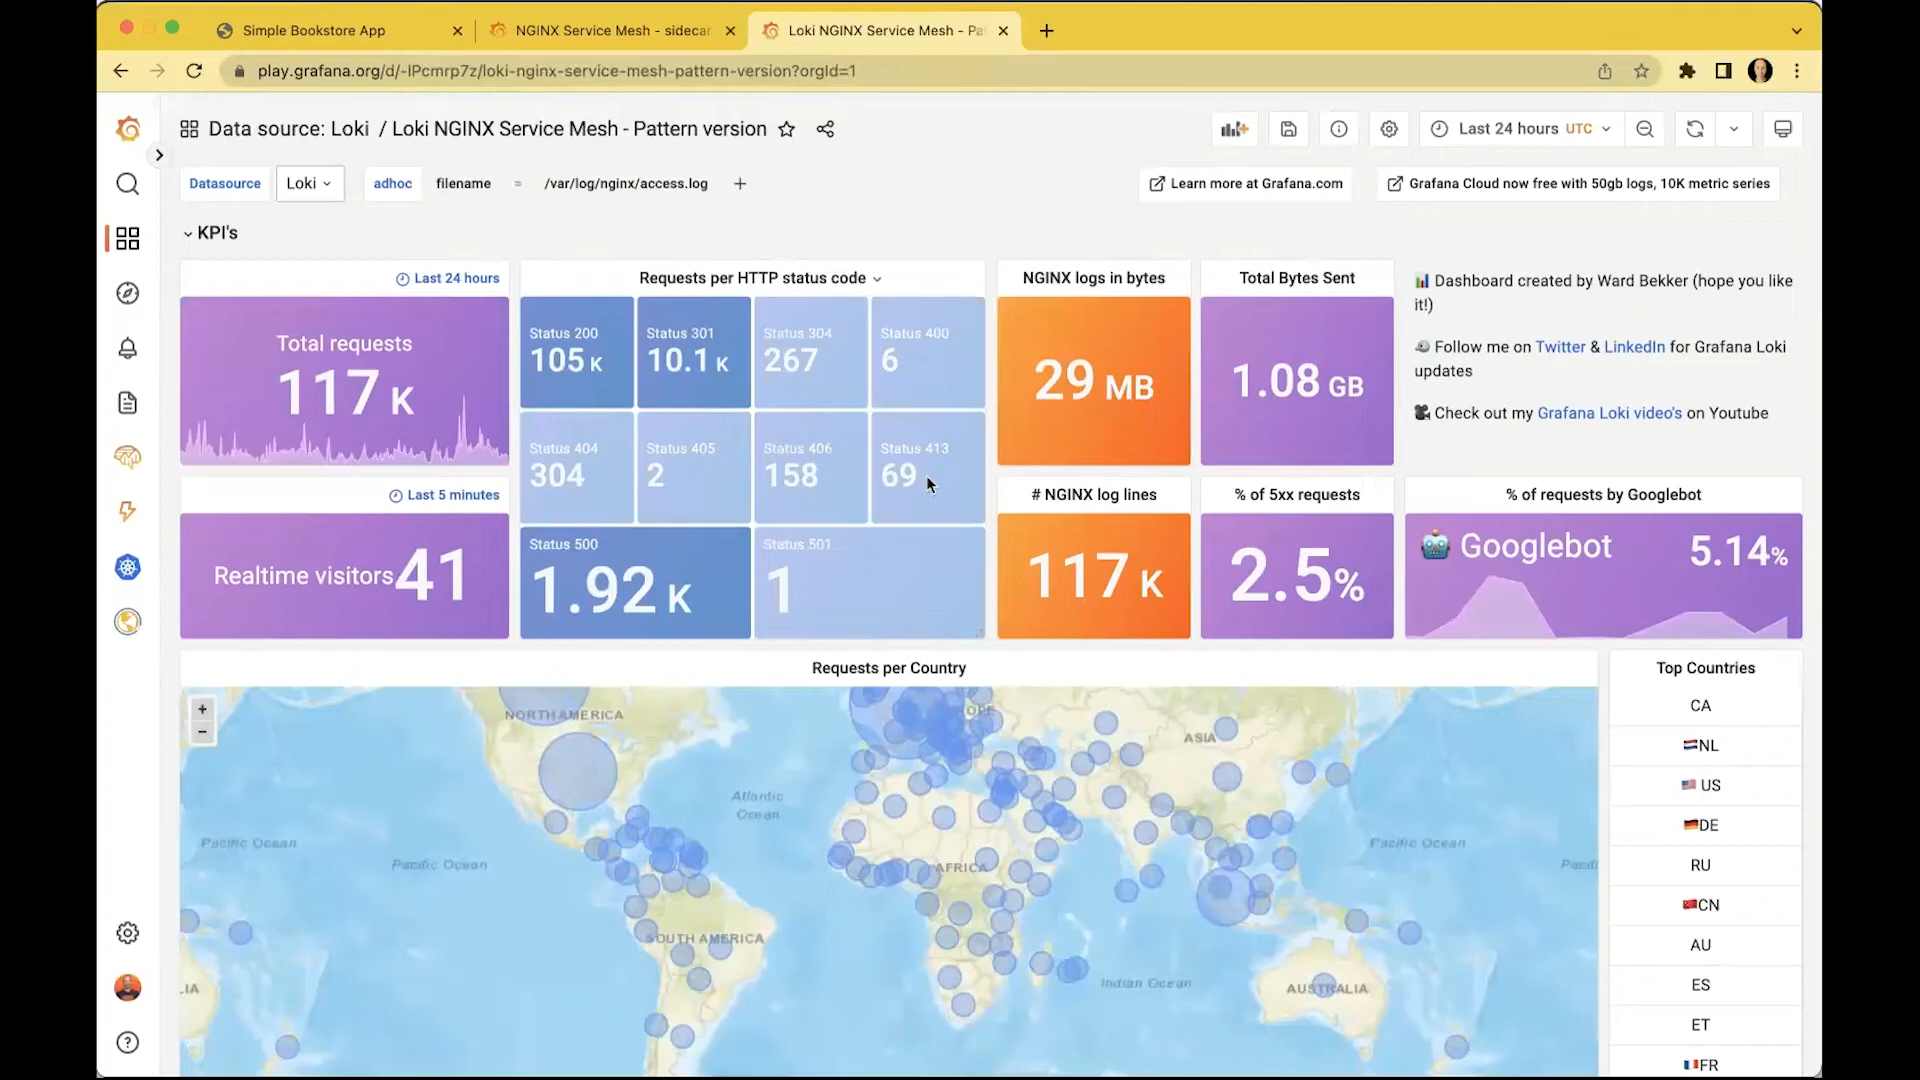 Simple Bookstore App
NGINX Service Mesh - sidecar
Loki NGINX Service Mesh - Pa
play.grafana.org/d/-IPcmrp7z/loki-nginx-service-mesh-pattern-version?orgId=1
Data source: Loki / Loki NGINX Service Mesh - Pattern version
Last 24 hours UTC
Datasource Loki adhoc filename = /var/log/nginx/access.log +
Learn more at Grafana.com
Grafana Cloud now free with 50gb logs, 10K metric series
KPI's
Last 24 hours
Total requests
117 K
Last 5 minutes
Realtime visitors 41
Requests per HTTP status code
Status 200
105 K
Status 301
10.1 K
Status 304
267
Status 400
6
Status 404
304
Status 405
2
Status 406
158
Status 413
69
Status 500
1.92 K
Status 501
1
NGINX logs in bytes
29 MB
Total Bytes Sent
1.08 GB
# NGINX log lines
117 K
% of 5xx requests
2.5%
Dashboard created by Ward Bekker (hope you like
it!)
Follow me on Twitter & LinkedIn for Grafana Loki
updates
Check out my Grafana Loki video's on Youtube
% of requests by Googlebot
Googlebot 5.14%
Requests per Country
+
-
NORTH AMERICA
OPE
ASIA
Atlantic
Ocean
Pacific Ocean
Pacific Ocean
Pacific Ocean
Pacifi
AFRICA
SOUTH AMERICA
Indian Ocean
LIA
AUSTRALIA
Top Countries
CA
NL
US
DE
RU
CN
AU
ES
ET
FR